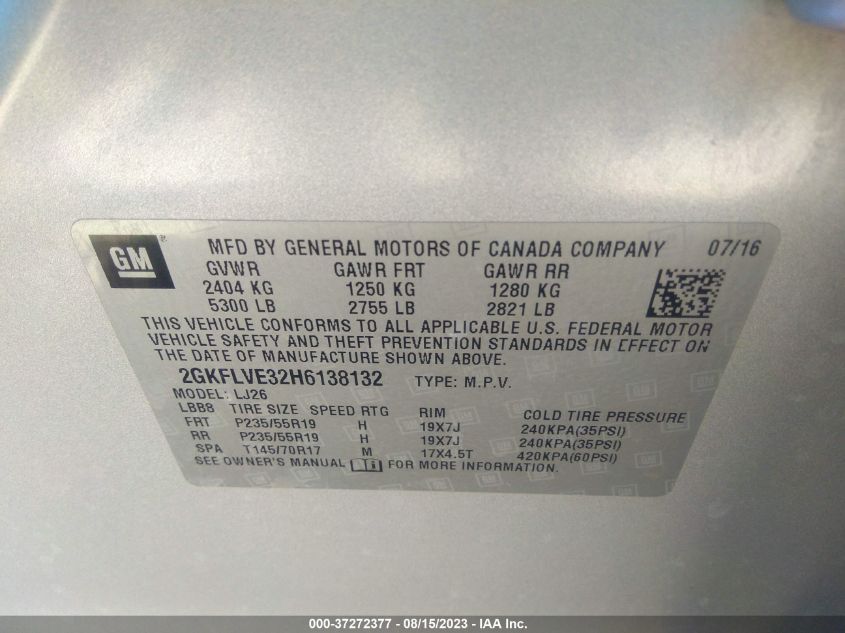 GM MFD BY GENERAL MOTORS OF CANADA COMPANY 07/16
GVWR GAWR FRT GAWR RR
2404 KG 1250 KG 1280 KG
5300 LB 2755 LB 2821 LB
THIS VEHICLE CONFORMS TO ALL APPLICABLE U.S. FEDERAL MOTOR
VEHICLE SAFETY AND THEFT PREVENTION STANDARDS IN EFFECT ON
THE DATE OF MANUFACTURE SHOWN ABOVE.
2GKFLVE32H6138132 TYPE: M.P.V.
MODEL: LJ26
LBB8 TIRE SIZE SPEED RTG RIM COLD TIRE PRESSURE
FRT P235/55R19 H 19X7J 240KPA(35PSI)
RR P235/55R19 H 19X7J 240KPA(35PSI)
SPA T145/70R17 M 17X4.5T 420KPA(60PSI)
SEE OWNER'S MANUAL FOR MORE INFORMATION.
000-37272377 - 08/15/2023 - IAA Inc.